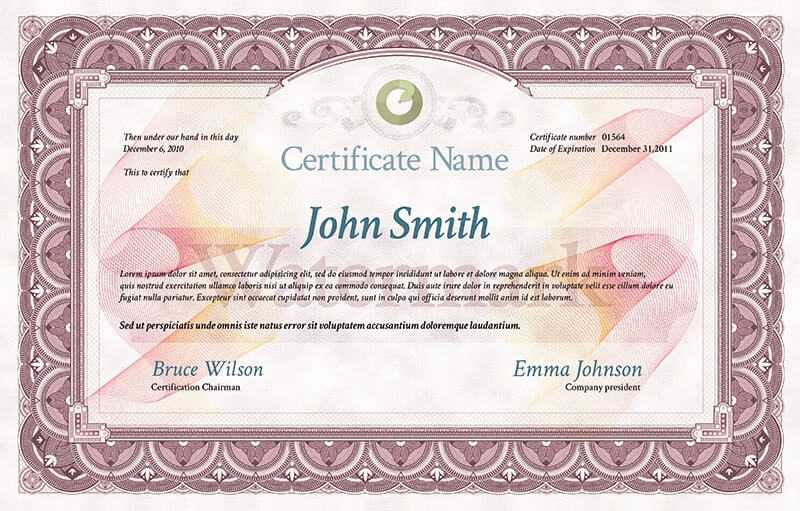 Then under our hand in this day
December 6, 2010
This to certify that
Certificate number 01564
Date of Expiration December 31,2011
Certificate Name
John Smith
Watermark
Lorem ipsum dolor sit amet, consectetur adipisicing elit, sed do eiusmod tempor incididunt ut labore et dolore magna aliqua. Ut enim ad minim veniam,
quis nostrud exercitation ullamco laboris nisi ut aliquip ex ea commodo consequat. Duis aute irure dolor in reprehenderit in voluptate velit esse cillum dolore eu
fugiat nulla pariatur. Excepteur sint occaecat cupidatat non proident, sunt in culpa qui officia deserunt mollit anim id est laborum.
Sed ut perspiciatis unde omnis iste natus error sit voluptatem accusantium doloremque laudantium.
Bruce Wilson
Certification Chairman
Emma Johnson
Company president